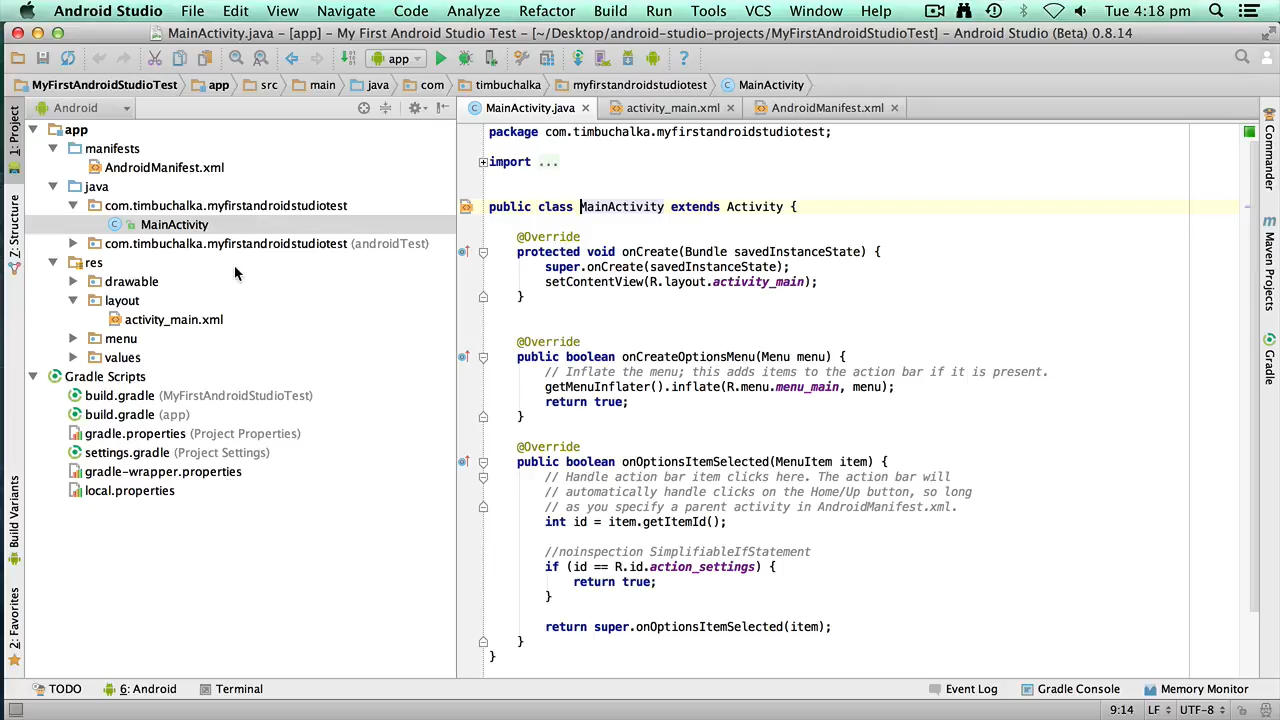 Android Studio File Edit View Navigate Code Analyze Refactor Build Run Tools VCS Window Help Tue 4:18 pm
MainActivity.java - [app] - My First Android Studio Test - [~/Desktop/android-studio-projects/MyFirstAndroidStudioTest] - Android Studio (Beta) 0.8.14
app
MyFirstAndroidStudioTest app src main java com timbuchalka myfirstandroidstudiotest MainActivity
1: Project
Z: Structure
Build Variants
2: Favorites
Android
app
manifests
AndroidManifest.xml
java
com.timbuchalka.myfirstandroidstudiotest
MainActivity
com.timbuchalka.myfirstandroidstudiotest (androidTest)
res
drawable
layout
activity_main.xml
menu
values
Gradle Scripts
build.gradle (MyFirstAndroidStudioTest)
build.gradle (app)
gradle.properties (Project Properties)
settings.gradle (Project Settings)
gradle-wrapper.properties
local.properties
MainActivity.java activity_main.xml AndroidManifest.xml
package com.timbuchalka.myfirstandroidstudiotest;
import ...
public class MainActivity extends Activity {
@Override
protected void onCreate(Bundle savedInstanceState) {
super.onCreate(savedInstanceState);
setContentView(R.layout.activity_main);
}
@Override
public boolean onCreateOptionsMenu(Menu menu) {
// Inflate the menu; this adds items to the action bar if it is present.
getMenuInflater().inflate(R.menu.menu_main, menu);
return true;
}
@Override
public boolean onOptionsItemSelected(MenuItem item) {
// Handle action bar item clicks here. The action bar will
// automatically handle clicks on the Home/Up button, so long
// as you specify a parent activity in AndroidManifest.xml.
int id = item.getItemId();
//noinspection SimplifiableIfStatement
if (id == R.id.action_settings) {
return true;
}
return super.onOptionsItemSelected(item);
}
}
Commander
Maven Projects
Gradle
TODO 6: Android Terminal Event Log Gradle Console Memory Monitor
9:14 LF UTF-8